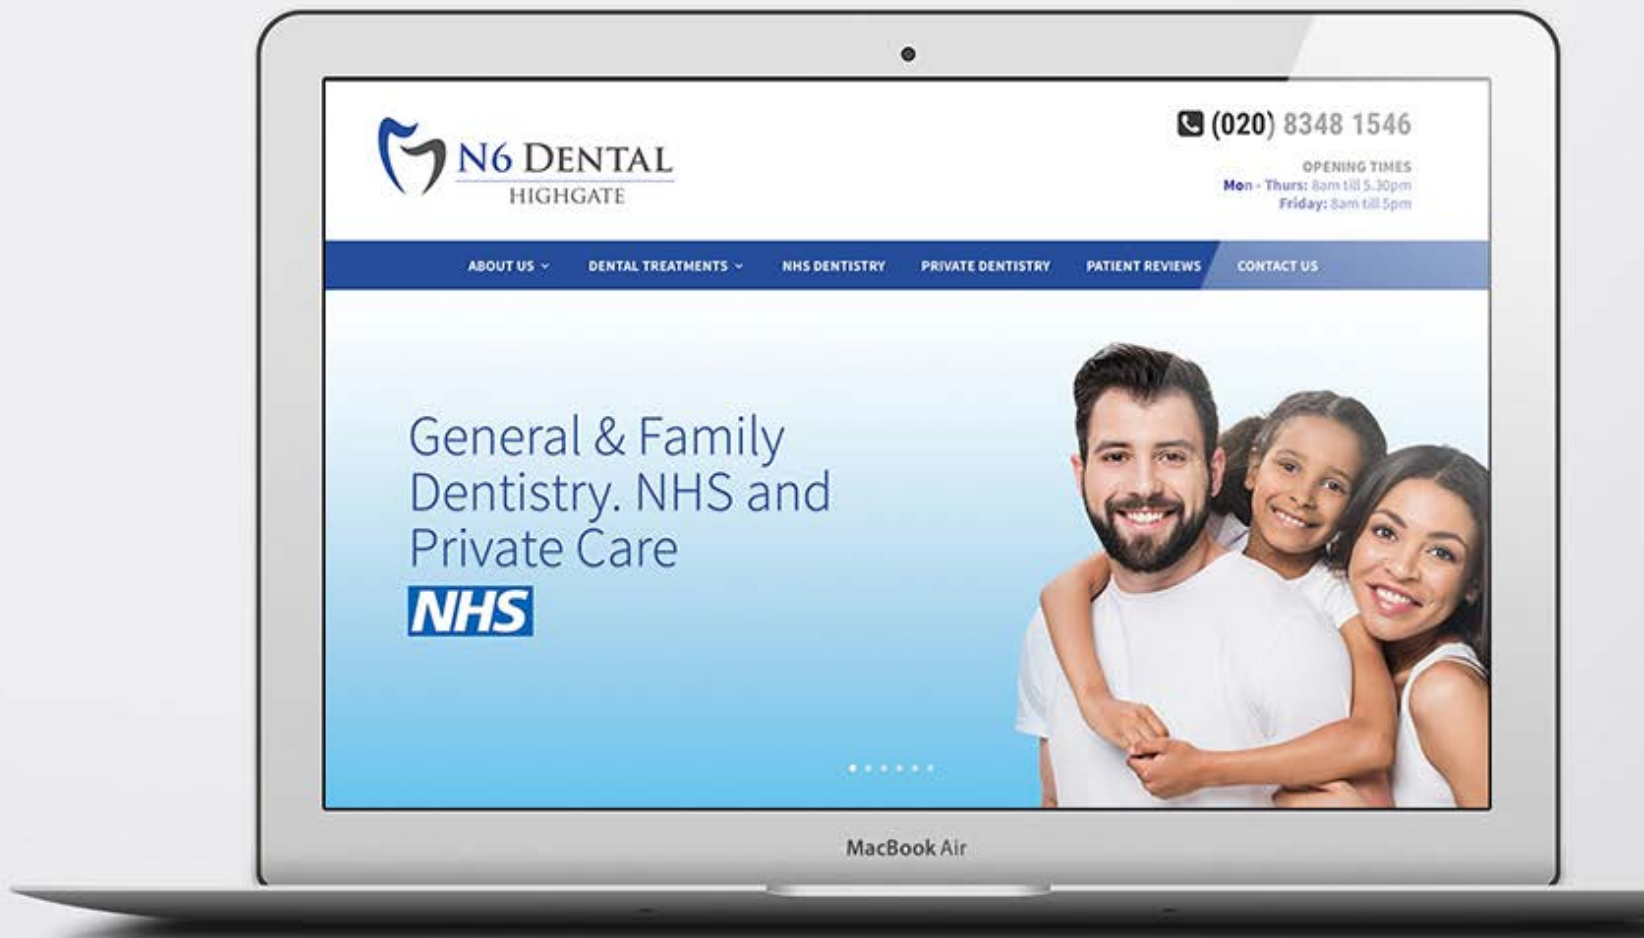 N6 DENTAL
HIGHGATE
(020) 8348 1546
OPENING TIMES
Mon - Thurs: 8am till 5.30pm
Friday: 8am till 5pm
ABOUT US DENTAL TREATMENTS NHS DENTISTRY PRIVATE DENTISTRY PATIENT REVIEWS CONTACT US
General & Family
Dentistry. NHS and
Private Care
NHS
MacBook Air